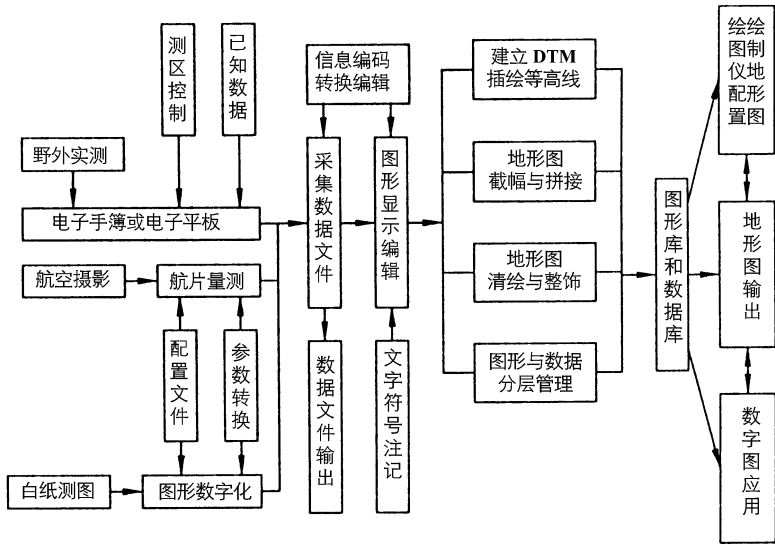 测区控制
已知数据
野外实测
电子手簿或电子平板
航空摄影
航片量测
配置文件
参数转换
白纸测图
图形数字化
信息编码
转换编辑
采集数据文件
图形显示编辑
数据文件输出
文字符号注记
建立 DTM
插绘等高线
地形图
截幅与拼接
地形图
清绘与整饰
图形与数据
分层管理
图形库和数据库
绘图仪配置
绘制地形图
地形图输出
数字图应用